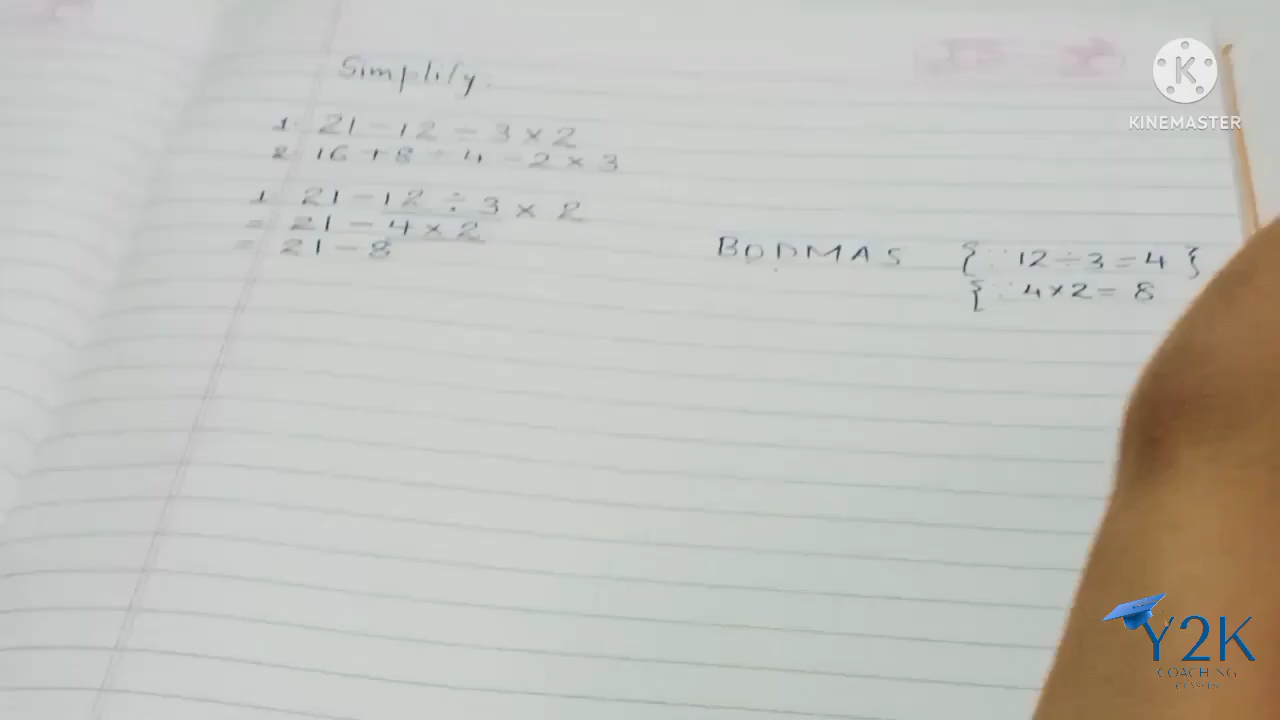 Simplify.
1. 21 - 12 ÷ 3 × 2
2. 16 + 8 ÷ 4 - 2 × 3
1. 21 - 12 ÷ 3 × 2
= 21 - 4 × 2
= 21 - 8
BODMAS
{ ∵ 12 ÷ 3 = 4 }
{ ∵ 4 × 2 = 8
KINEMASTER
Y2K
COACHING
CLASSES